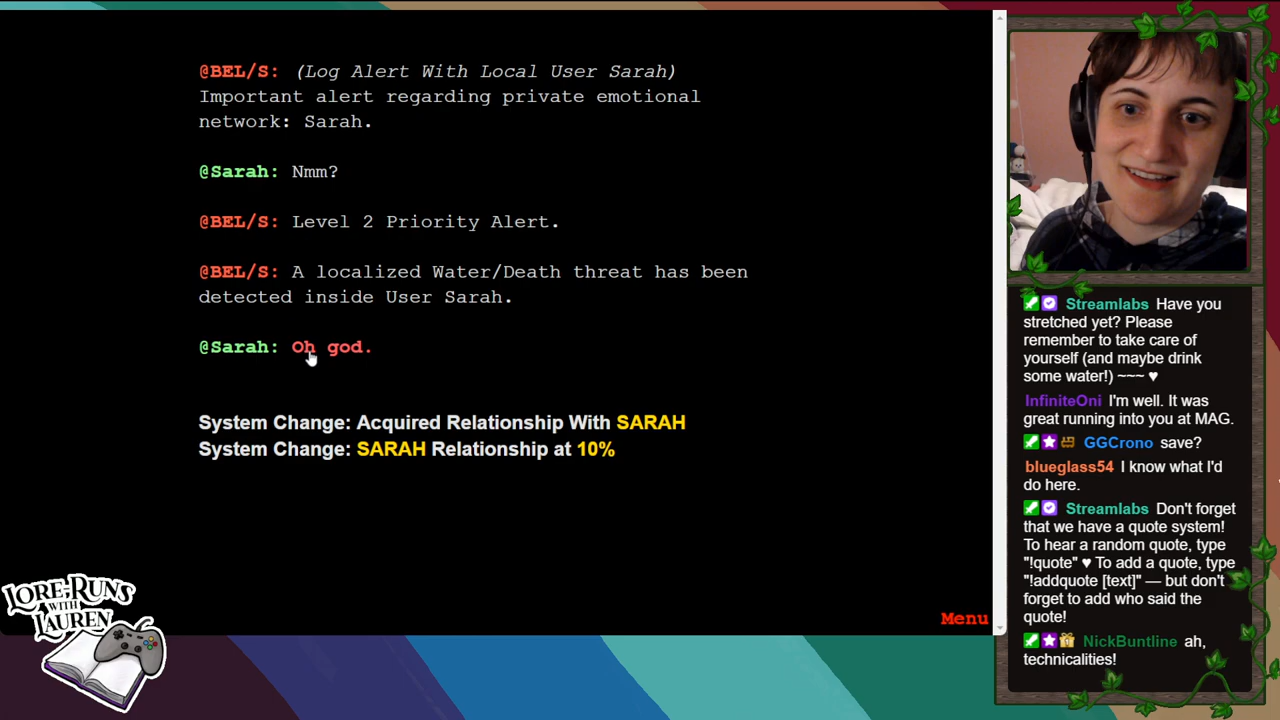 @BEL/S: (Log Alert With Local User Sarah)
Important alert regarding private emotional
network: Sarah.
@Sarah: Nmm?
@BEL/S: Level 2 Priority Alert.
@BEL/S: A localized Water/Death threat has been
detected inside User Sarah.
@Sarah: Oh god.
System Change: Acquired Relationship With SARAH
System Change: SARAH Relationship at 10%
Menu
LORE-RUNS
WITH
LAUREN
Streamlabs Have you
stretched yet? Please
remember to take care of
yourself (and maybe drink
some water!) ~~~ ♥
InfiniteOni I'm well. It was
great running into you at MAG.
GGCrono save?
blueglass54 I know what I'd
do here.
Streamlabs Don't forget
that we have a quote system!
To hear a random quote, type
"!quote" ♥ To add a quote, type
"!addquote [text]" — but don't
forget to add who said the
quote!
NickBuntline ah,
technicalities!